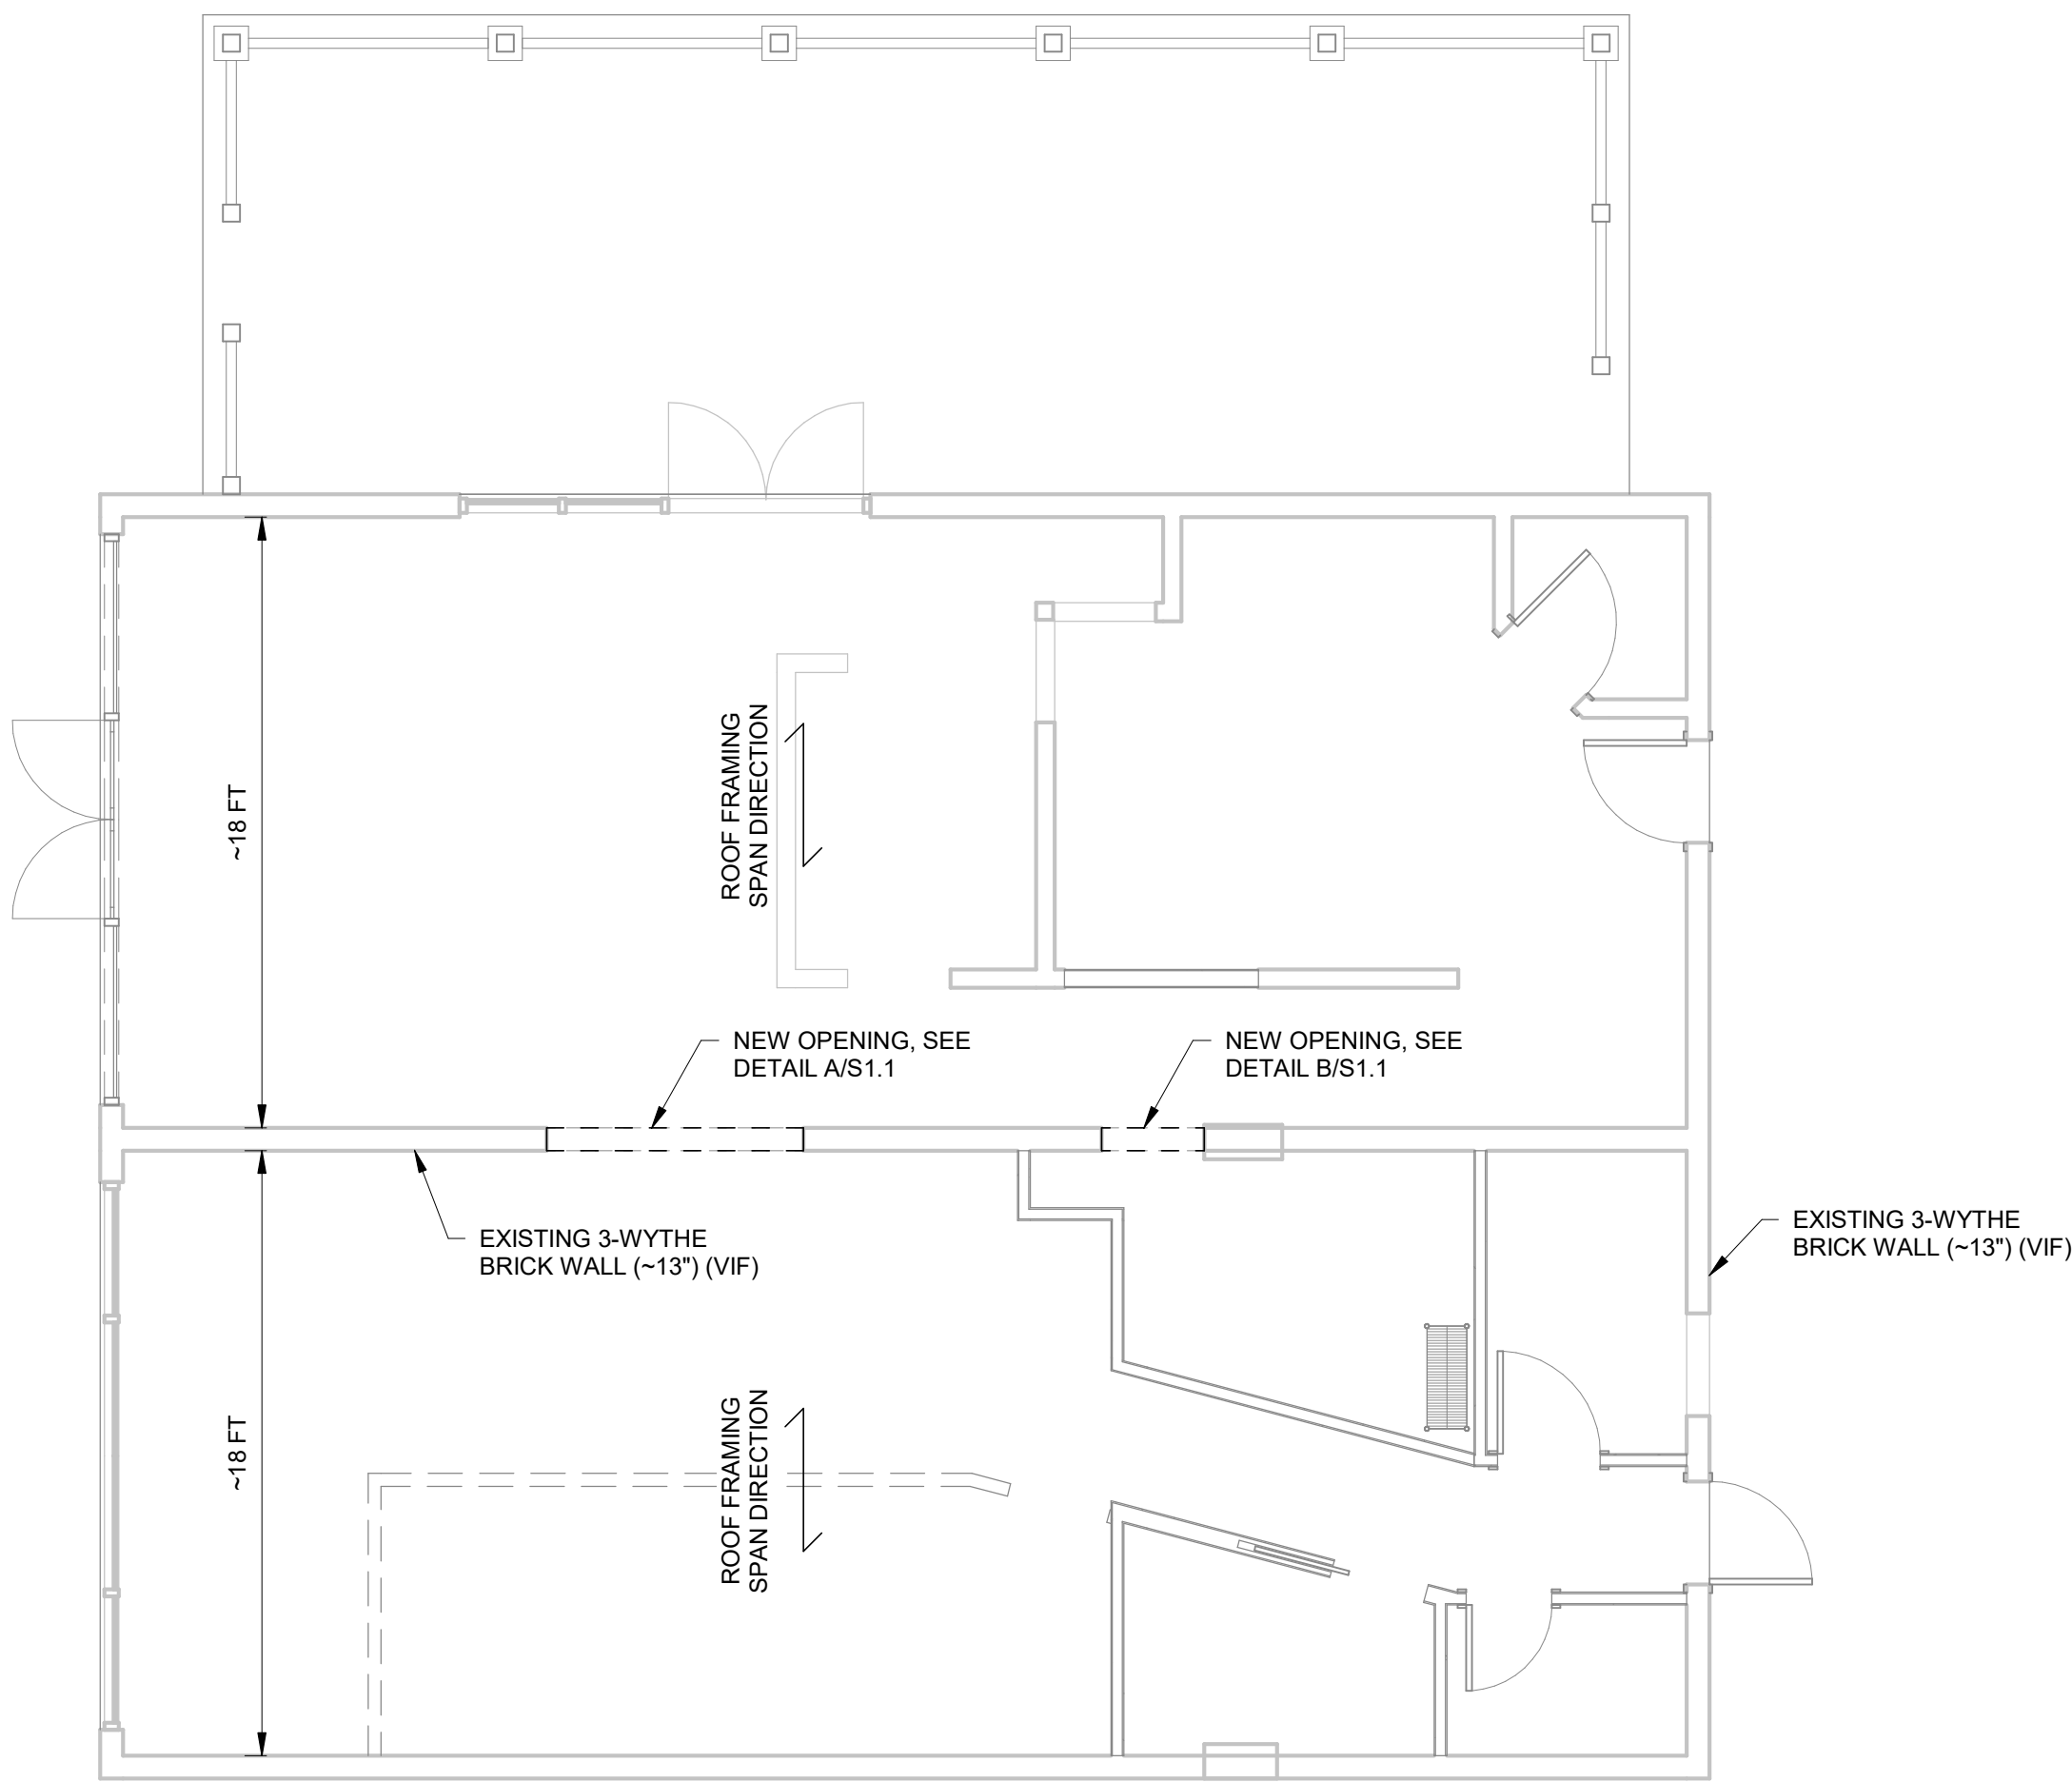 ~18 FT
ROOF FRAMING
SPAN DIRECTION
NEW OPENING, SEE
DETAIL A/S1.1
NEW OPENING, SEE
DETAIL B/S1.1
EXISTING 3-WYTHE
BRICK WALL (~13") (VIF)
EXISTING 3-WYTHE
BRICK WALL (~13") (VIF)
~18 FT
ROOF FRAMING
SPAN DIRECTION